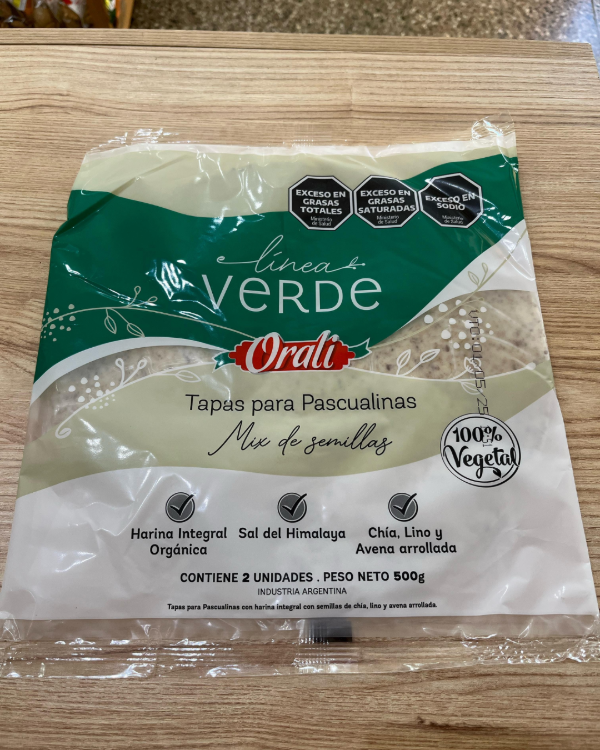 EXCESO EN
GRASAS
TOTALES
Ministerio
de Salud
EXCESO EN
GRASAS
SATURADAS
Ministerio
de Salud
EXCESO EN
SODIO
Ministerio
de Salud
línea
VERDE
Orali
Tapas para Pascualinas
Mix de semillas
100%
Vegetal
Harina Integral
Orgánica
Sal del Himalaya
Chía, Lino y
Avena arrollada
CONTIENE 2 UNIDADES . PESO NETO 500g
INDUSTRIA ARGENTINA
Tapas para Pascualinas con harina integral con semillas de chía, lino y avena arrollada.